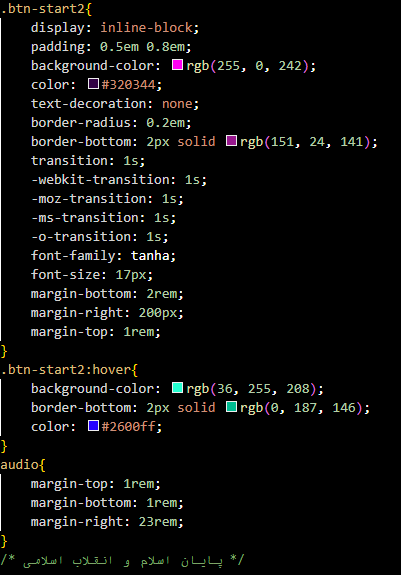 .btn-start2{
display: inline-block;
padding: 0.5em 0.8em;
background-color: rgb(255, 0, 242);
color: #320344;
text-decoration: none;
border-radius: 0.2em;
border-bottom: 2px solid rgb(151, 24, 141);
transition: 1s;
-webkit-transition: 1s;
-moz-transition: 1s;
-ms-transition: 1s;
-o-transition: 1s;
font-family: tanha;
font-size: 17px;
margin-bottom: 2rem;
margin-right: 200px;
margin-top: 1rem;
}
.btn-start2:hover{
background-color: rgb(36, 255, 208);
border-bottom: 2px solid rgb(0, 187, 146);
color: #2600ff;
}
audio{
margin-top: 1rem;
margin-bottom: 1rem;
margin-right: 23rem;
}
/* پایان اسلام و انقلاب اسلامی */